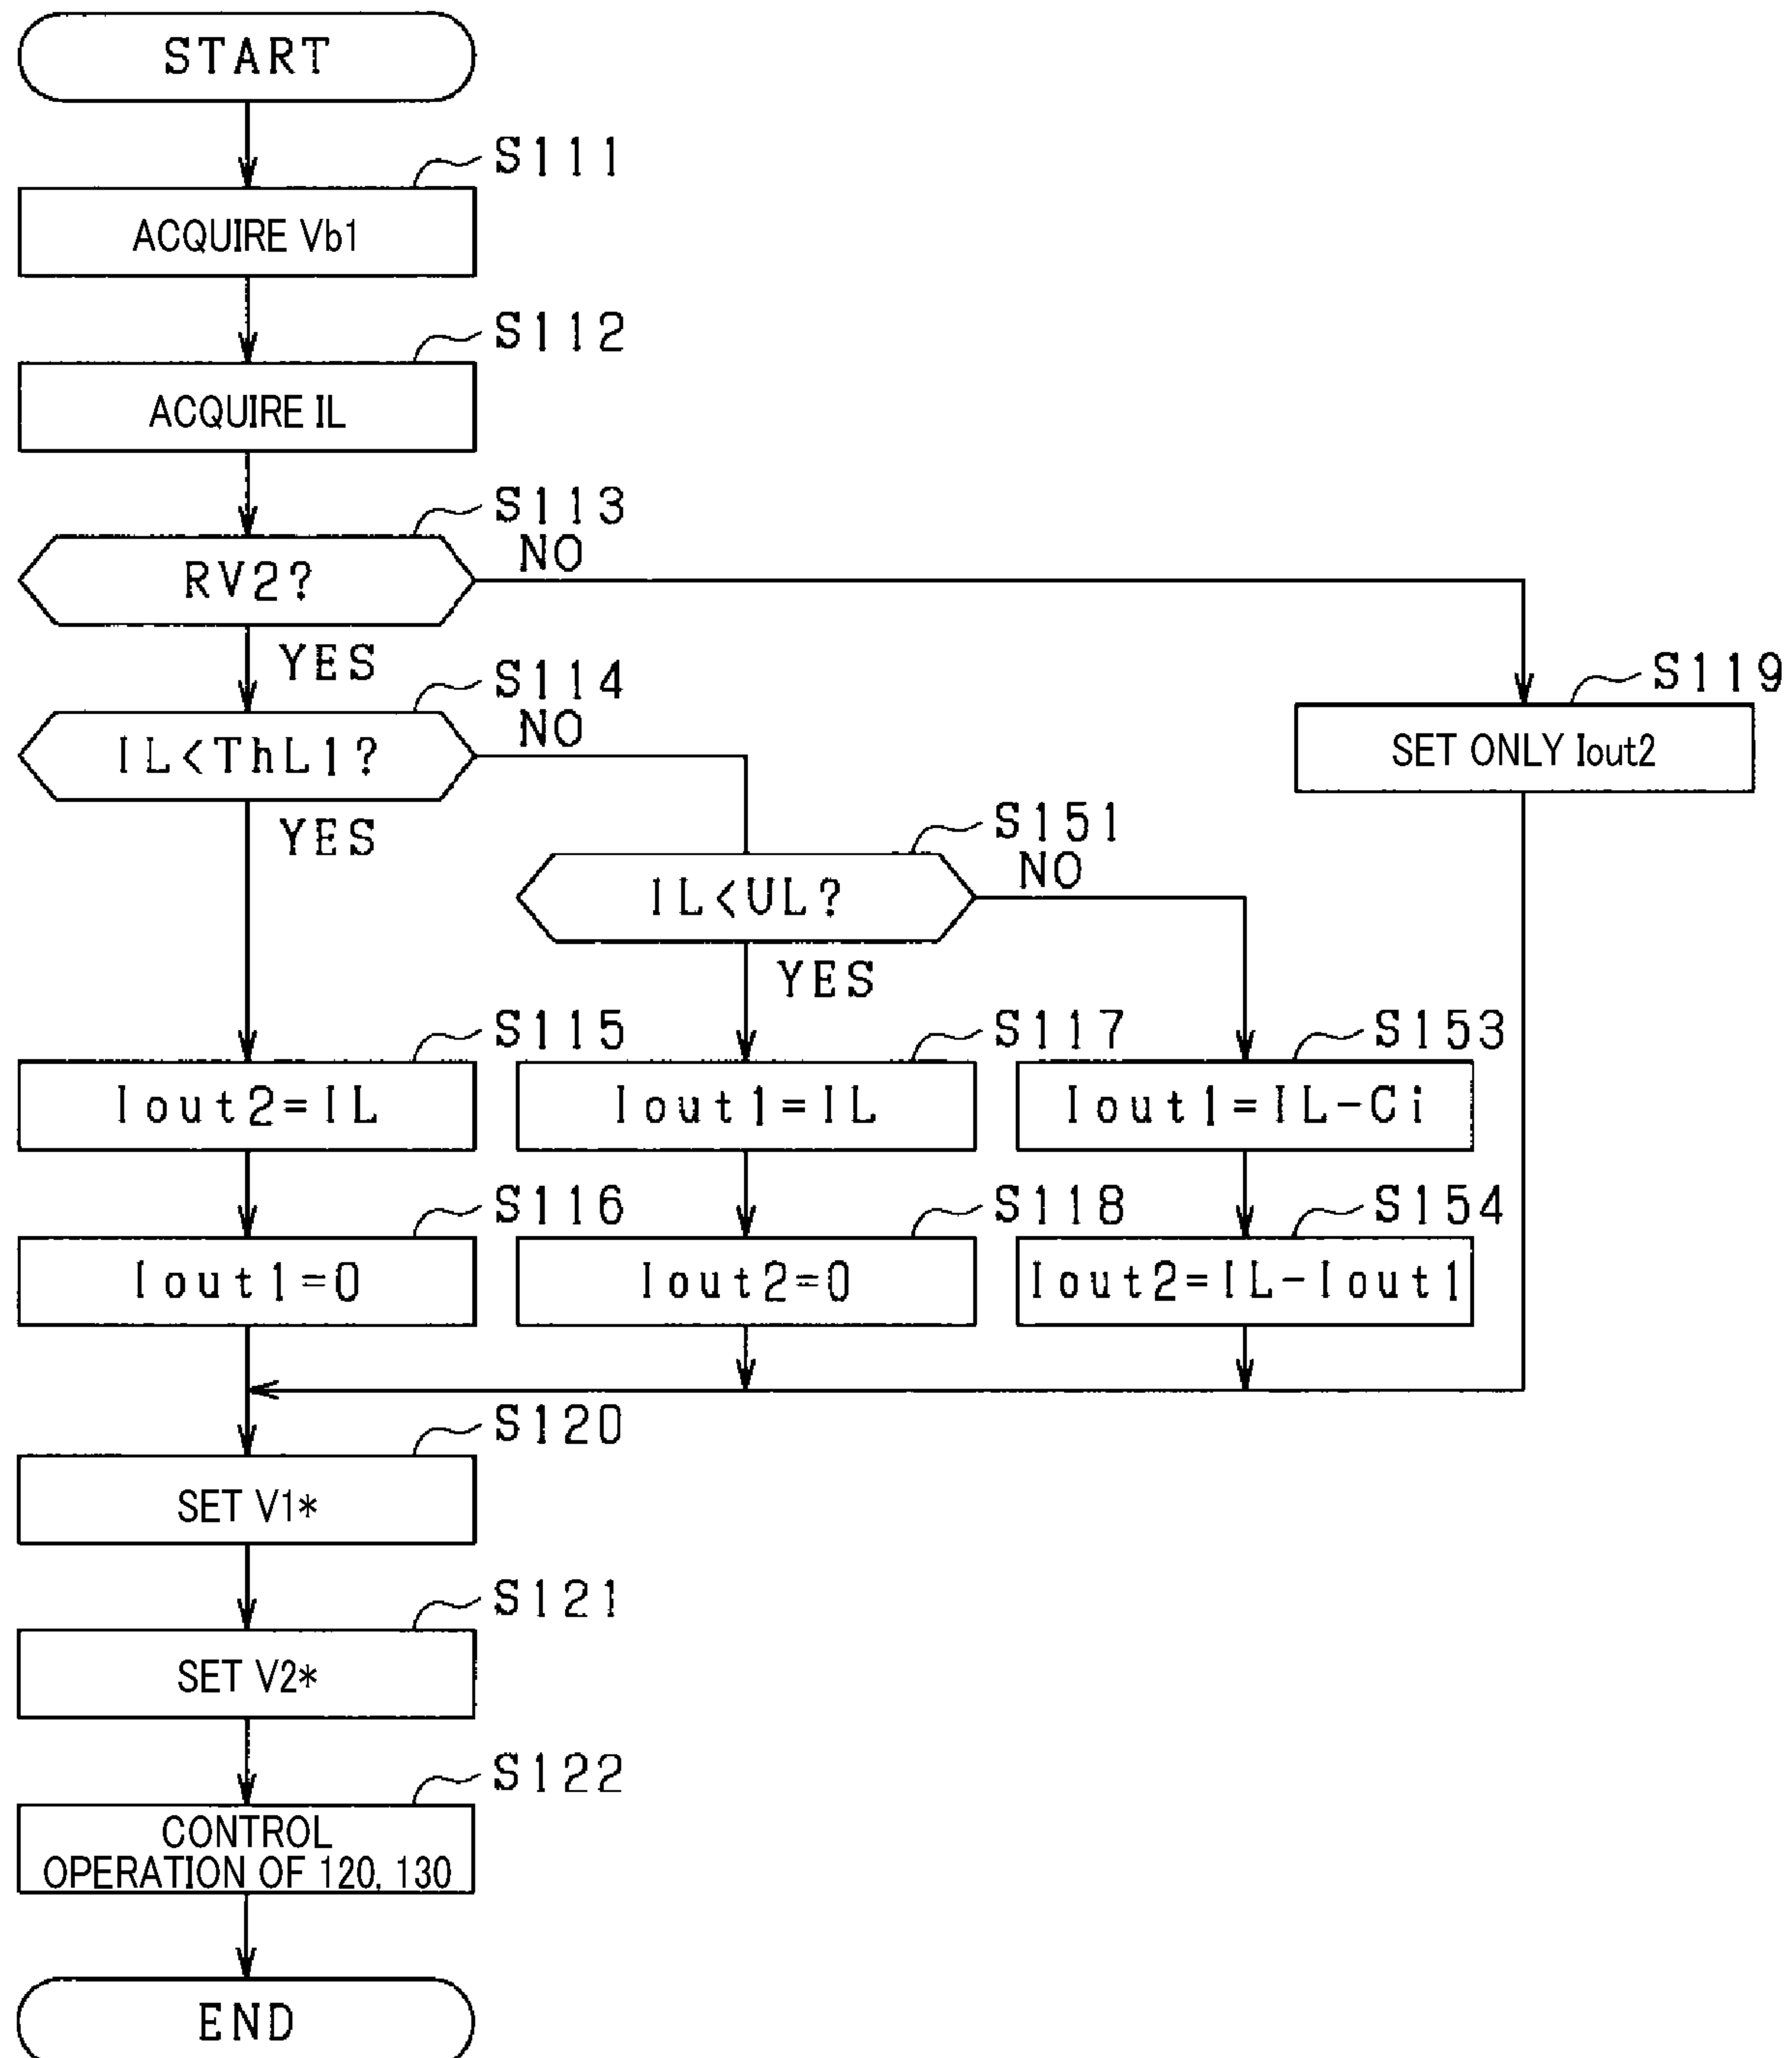 START
S111
ACQUIRE Vb1
S112
ACQUIRE IL
S113
RV2?
NO
YES
S114
IL<ThL1?
NO
YES
S119
SET ONLY Iout2
S151
IL<UL?
NO
YES
S115
Iout2=IL
S117
Iout1=IL
S153
Iout1=IL-Ci
S116
Iout1=0
S118
Iout2=0
S154
Iout2=IL-Iout1
S120
SET V1*
S121
SET V2*
S122
CONTROL
OPERATION OF 120, 130
END